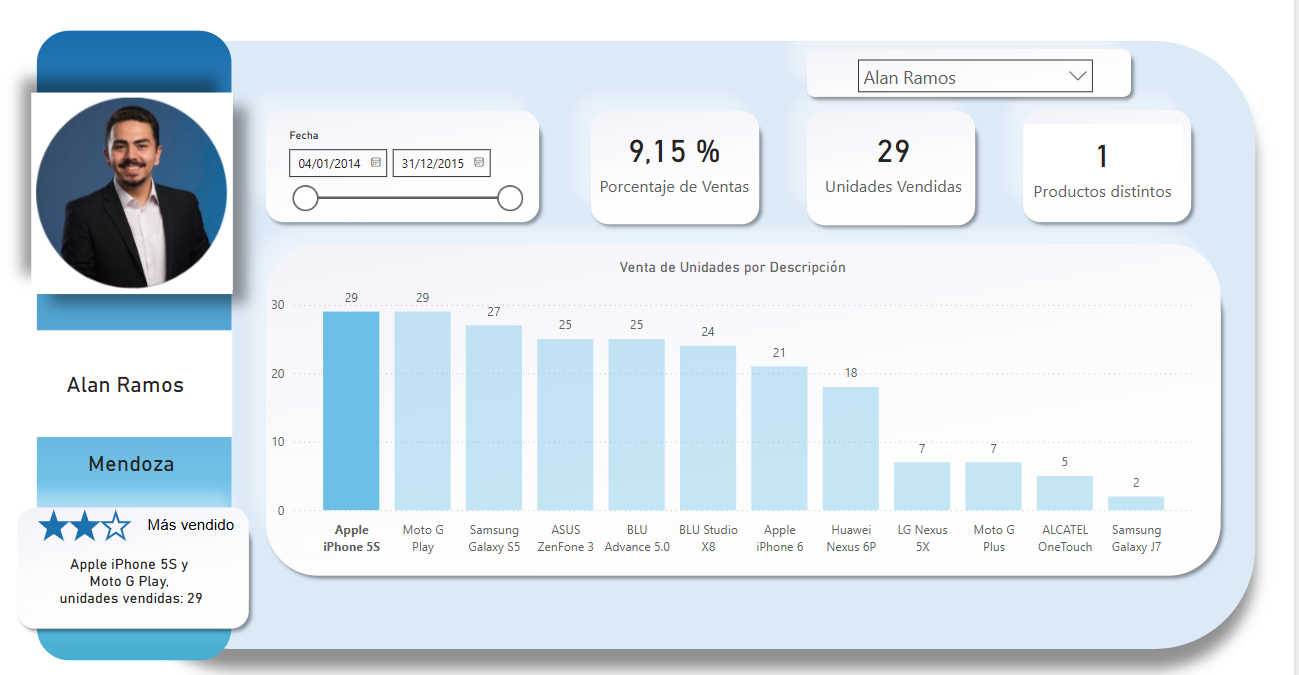 Alan Ramos
Fecha
04/01/2014
31/12/2015
9,15 %
Porcentaje de Ventas
29
Unidades Vendidas
1
Productos distintos
Alan Ramos
Mendoza
Más vendido
Apple iPhone 5S y
Moto G Play,
unidades vendidas: 29
Venta de Unidades por Descripción
30
20
10
0
29
29
27
25
25
24
21
18
7
7
5
2
Apple
iPhone 5S
Moto G
Play
Samsung
Galaxy S5
ASUS
ZenFone 3
BLU
Advance 5.0
BLU Studio
X8
Apple
iPhone 6
Huawei
Nexus 6P
LG Nexus
5X
Moto G
Plus
ALCATEL
OneTouch
Samsung
Galaxy J7